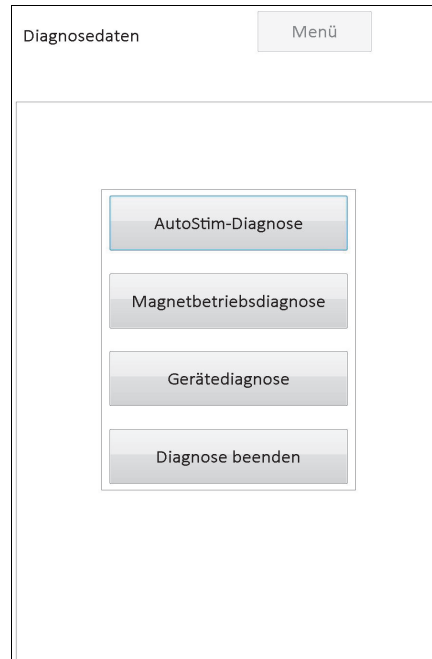 Diagnosedaten
Menü
AutoStim-Diagnose
Magnetbetriebsdiagnose
Gerätediagnose
Diagnose beenden